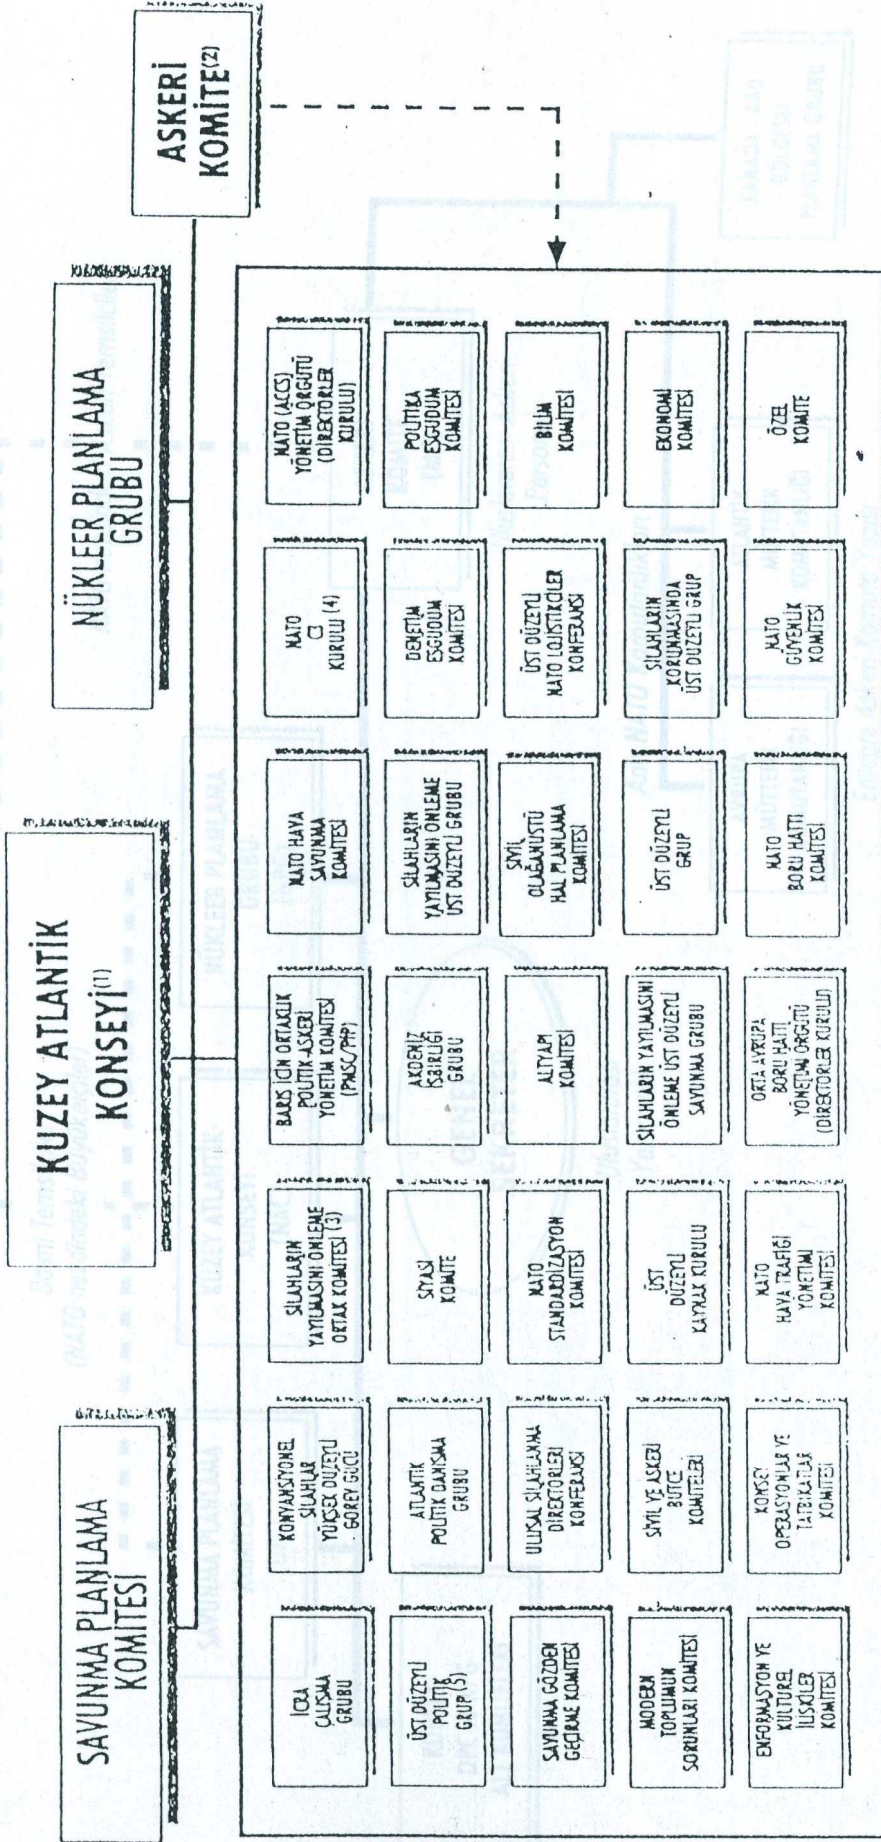 SAVUNMA PLANLAMA
KOMİTESİ
KUZEY ATLANTİK
KONSEYİ(1)
NÜKLEER PLANLAMA
GRUBU
ASKERİ
KOMİTE(2)
İCRA
ÇALIŞMA
GRUBU
KONVANSİYONEL
SİLAHLAR
YÜKSEK DÜZEYLİ
GÖREV GÜCÜ
SİLAHLARIN
YAYILMASINI ÖNLEME
ORTAK KOMİTESİ (3)
BARIŞ İÇİN ORTAKLIK
POLİTİK-ASKERİ
YÖNETİM KOMİTESİ
(PMSC/PfP)
NATO HAVA
SAVUNMA
KOMİTESİ
NATO
C3
KURULU (4)
NATO (ACCS)
YÖNETİM ÖRGÜTÜ
(DİREKTÖRLER
KURULU)
ÜST DÜZEYLİ
POLİTİK
GRUP (5)
ATLANTİK
POLİTİK DANIŞMA
GRUBU
SİYASİ
KOMİTE
AKDENİZ
İŞBİRLİĞİ
GRUBU
SİLAHLARIN
YAYILMASINI ÖNLEME
ÜST DÜZEYLİ GRUBU
DENETİM
EŞGÜDÜM
KOMİTESİ
POLİTİKA
EŞGÜDÜM
KOMİTESİ
SAVUNMA GÖZDEN
GEÇİRME KOMİTESİ
ULUSAL SİLAHLANMA
DİREKTÖRLERİ
KONFERANSI
NATO
STANDARDİZASYON
KOMİTESİ
ALTYAPI
KOMİTESİ
SİVİL
OLAĞANÜSTÜ
HAL PLANLAMA
KOMİTESİ
ÜST DÜZEYLİ
NATO LOJİSTİKÇİLER
KONFERANSI
BİLİM
KOMİTESİ
MODERN
TOPLUMUN
SORUNLARI KOMİTESİ
SİVİL VE ASKERİ
BÜTÇE
KOMİTELERİ
ÜST
DÜZEYLİ
KAYNAK KURULU
SİLAHLARIN YAYILMASINI
ÖNLEME ÜST DÜZEYLİ
SAVUNMA GRUBU
ÜST DÜZEYLİ
GRUP
SİLAHLARIN
KORUNMASINDA
ÜST DÜZEYLİ GRUP
EKONOMİ
KOMİTESİ
ENFORMASYON VE
KÜLTÜREL
İLİŞKİLER
KOMİTESİ
KONSEY
OPERASYONLAR VE
TATBİKATLAR
KOMİTESİ
NATO
HAVA TRAFİĞİ
YÖNETİMİ
KOMİTESİ
ORTA AVRUPA
BORU HATTI
YÖNETİM ÖRGÜTÜ
(DİREKTÖRLER KURULU)
NATO
BORU HATTI
KOMİTESİ
NATO
GÜVENLİK
KOMİTESİ
ÖZEL
KOMİTE